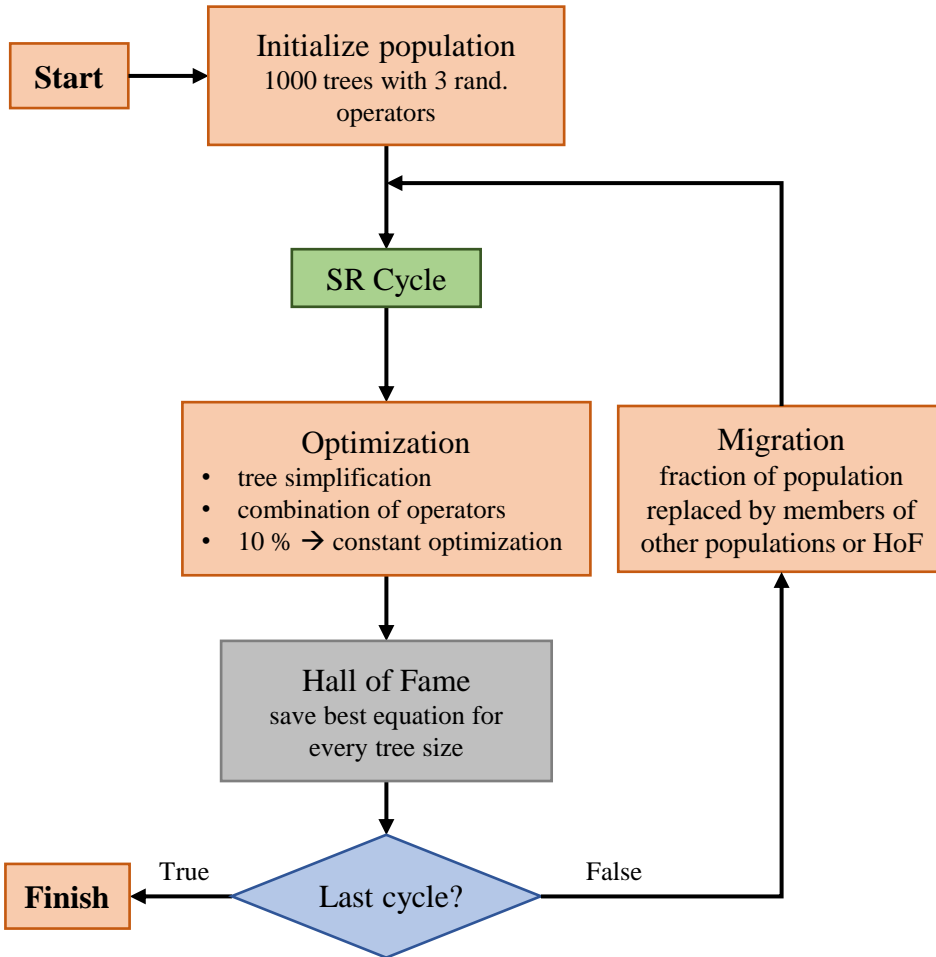 Start
Initialize population
1000 trees with 3 rand.
operators
SR Cycle
Optimization
• tree simplification
• combination of operators
• 10 % → constant optimization
Migration
fraction of population
replaced by members of
other populations or HoF
Hall of Fame
save best equation for
every tree size
True
Last cycle?
False
Finish